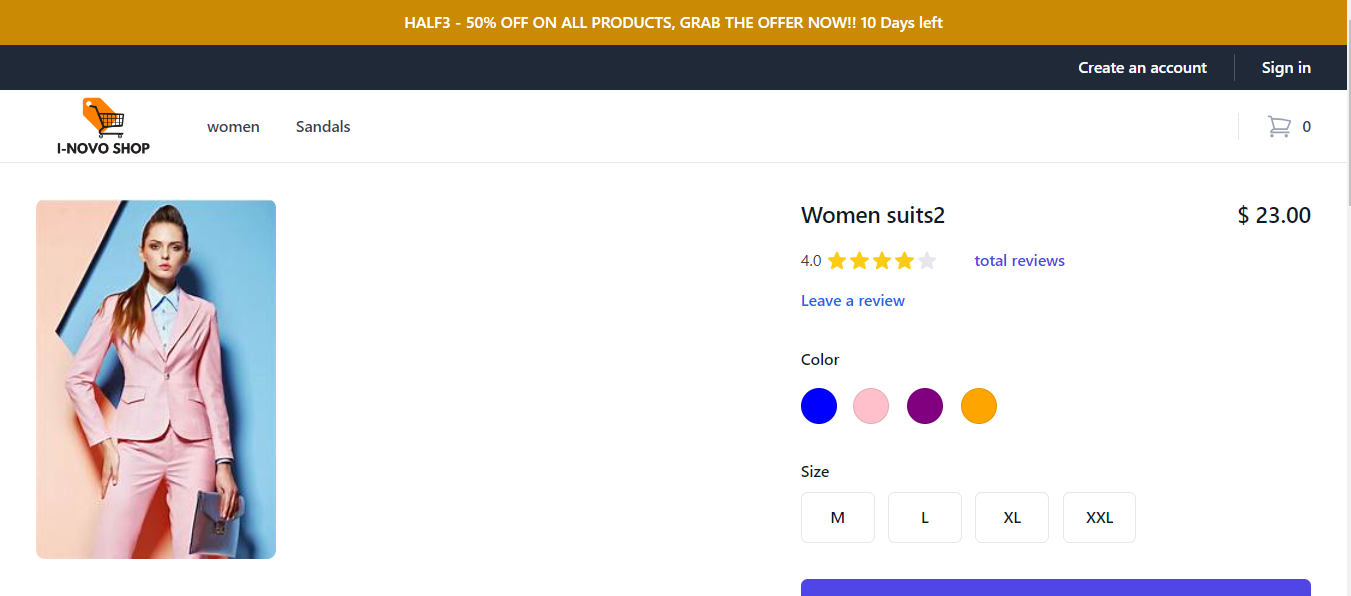 HALF3 - 50% OFF ON ALL PRODUCTS, GRAB THE OFFER NOW!! 10 Days left
Create an account
Sign in
I-NOVO SHOP
women
Sandals
0
Women suits2
$ 23.00
4.0
total reviews
Leave a review
Color
Size
M
L
XL
XXL